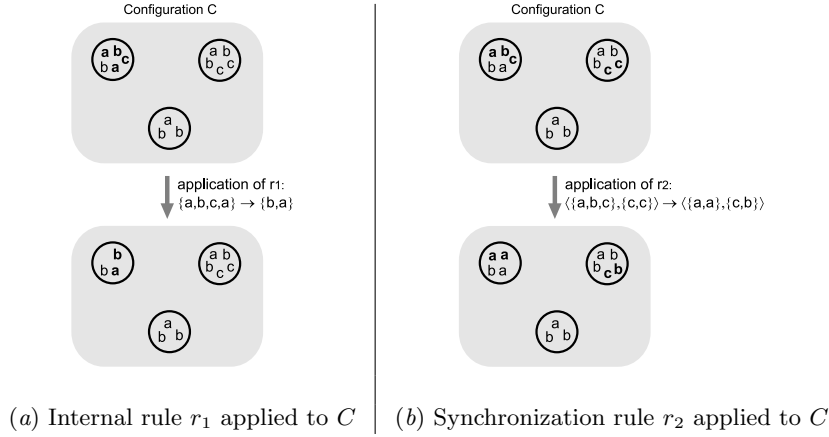 Configuration C
a b
b a c
a b
b c c
a
b b
application of r1:
{a,b,c,a} → {b,a}
b
b a
a b
b c c
a
b b
(a) Internal rule r₁ applied to C
Configuration C
a b
b a c
a b
b c c
a
b b
application of r2:
⟨{a,b,c},{c,c}⟩ → ⟨{a,a},{c,b}⟩
a a
b a
a b
b c b
a
b b
(b) Synchronization rule r₂ applied to C